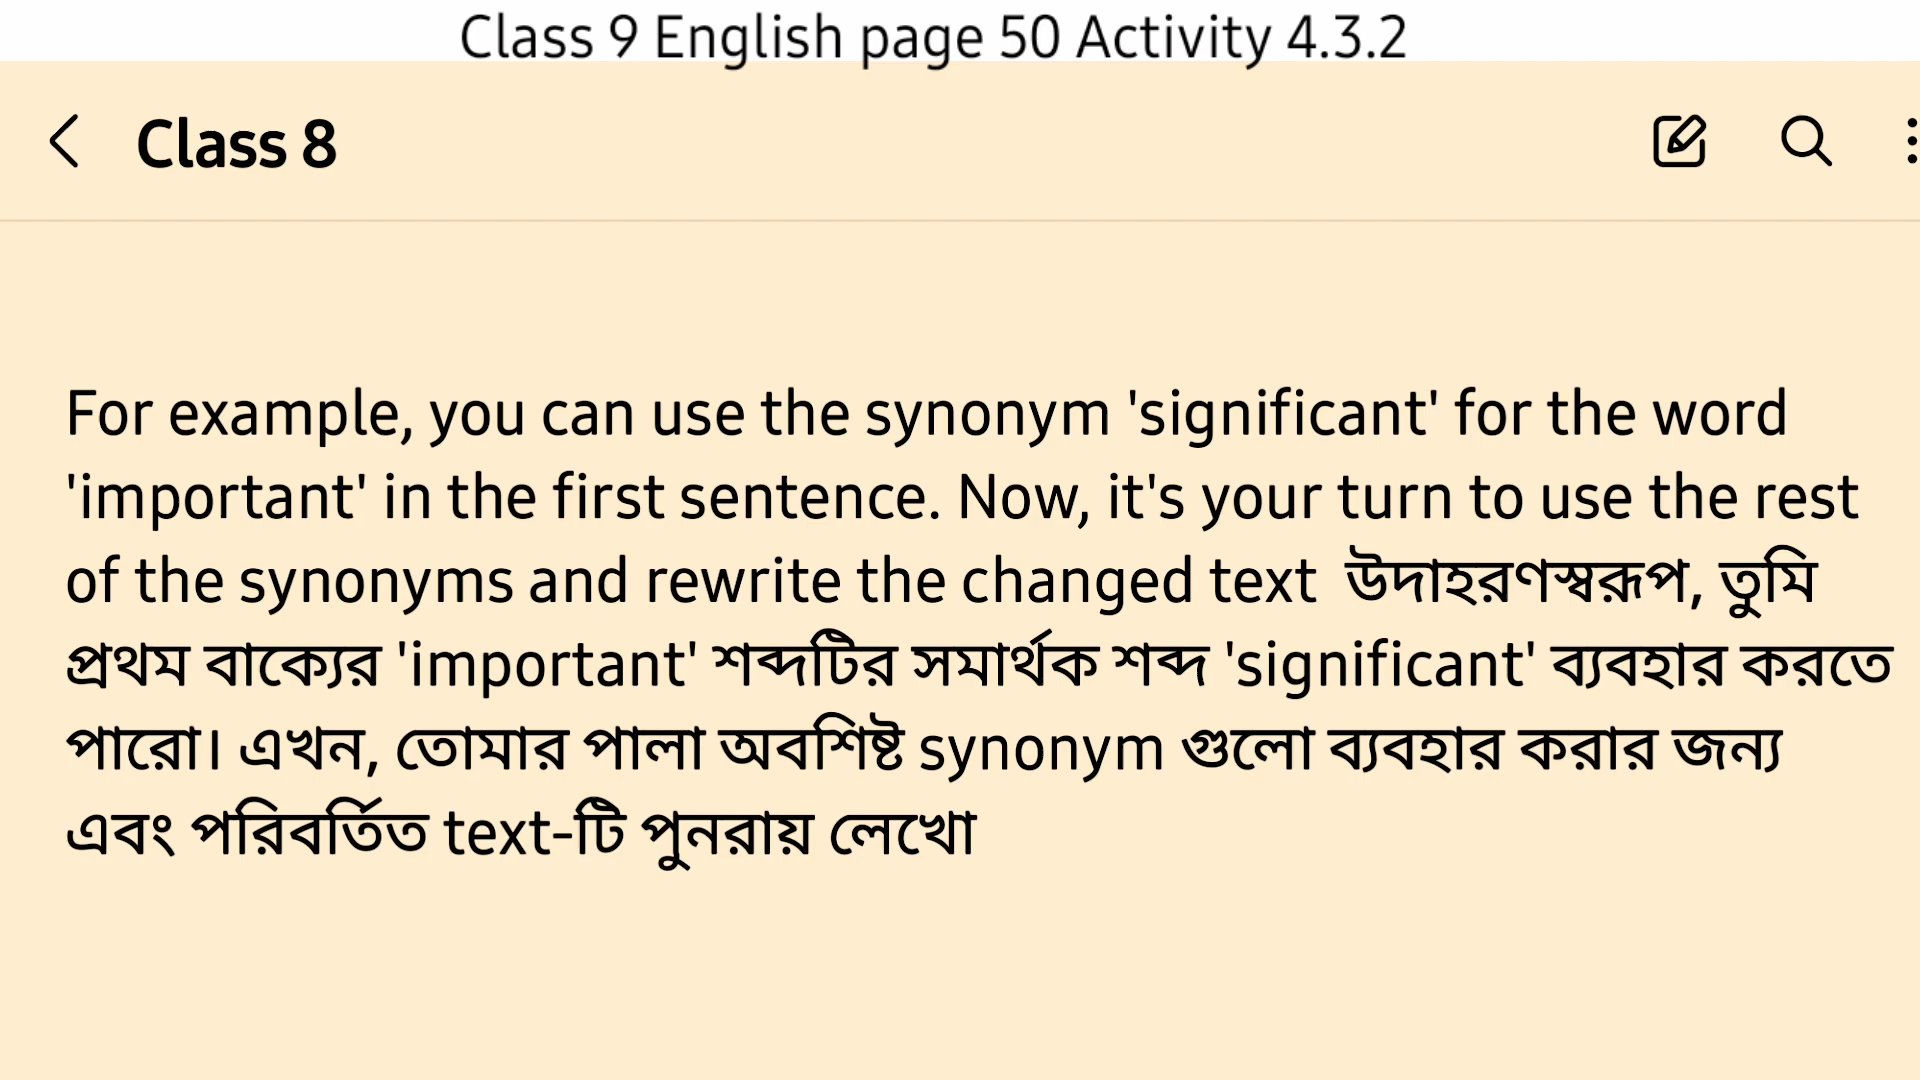 Class 9 English page 50 Activity 4.3.2
Class 8
For example, you can use the synonym 'significant' for the word
'important' in the first sentence. Now, it's your turn to use the rest
of the synonyms and rewrite the changed text উদাহরণস্বরূপ, তুমি
প্রথম বাক্যের 'important' শব্দটির সমার্থক শব্দ 'significant' ব্যবহার করতে
পারো। এখন, তোমার পালা অবশিষ্ট synonym গুলো ব্যবহার করার জন্য
এবং পরিবর্তিত text-টি পুনরায় লেখো